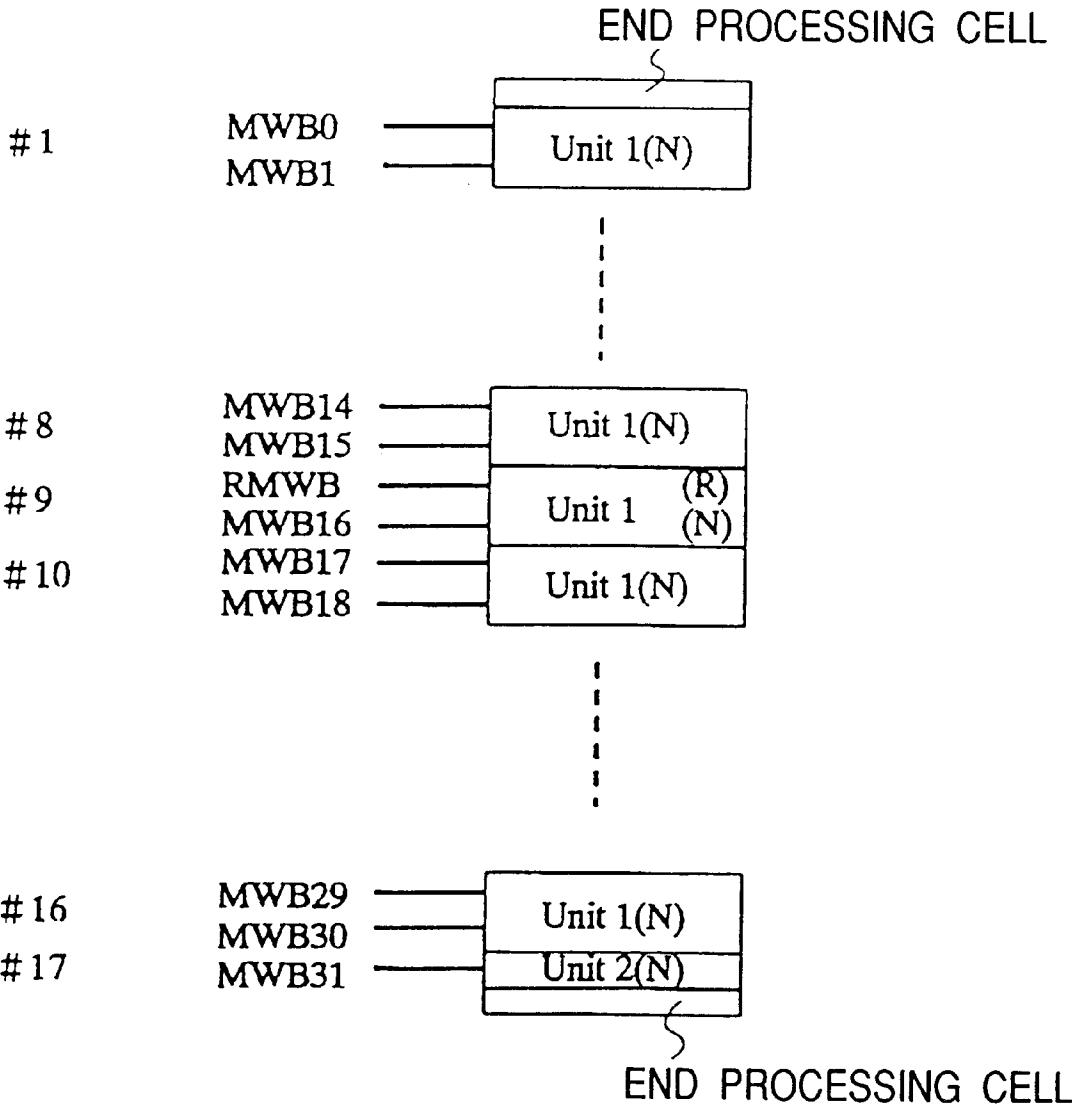 END PROCESSING CELL
#1
MWB0
MWB1
Unit 1(N)
#8
MWB14
MWB15
Unit 1(N)
#9
RMWB
MWB16
Unit 1
(R)
(N)
#10
MWB17
MWB18
Unit 1(N)
#16
MWB29
MWB30
Unit 1(N)
#17
MWB31
Unit 2(N)
END PROCESSING CELL